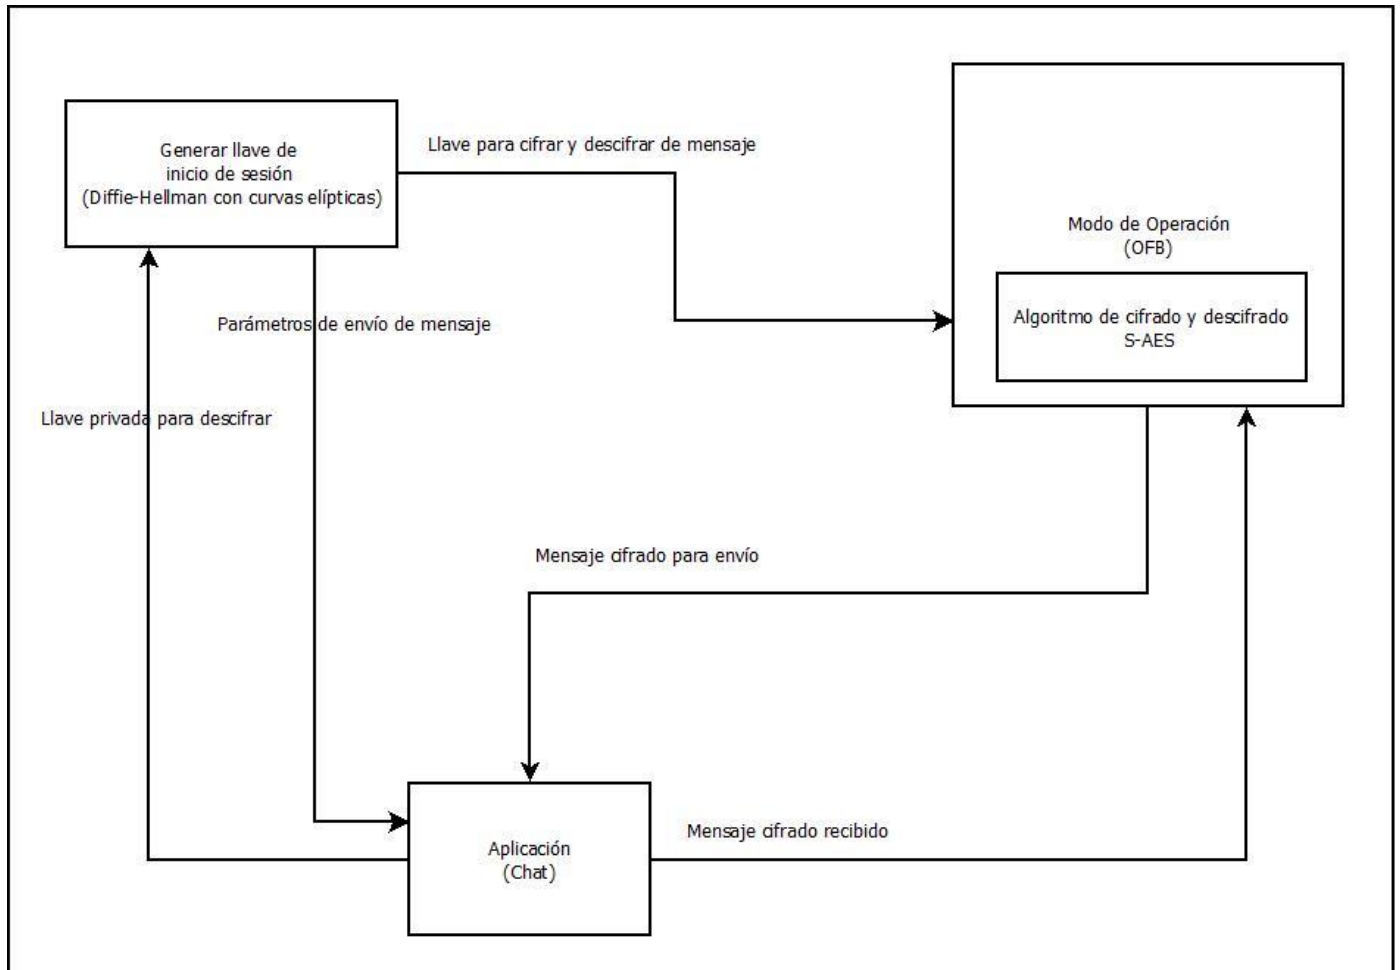 Generar llave de
inicio de sesión
(Diffie-Hellman con curvas elípticas)
Llave para cifrar y descifrar de mensaje
Modo de Operación
(OFB)
Algoritmo de cifrado y descifrado
S-AES
Parámetros de envío de mensaje
Llave privada para descifrar
Mensaje cifrado para envío
Mensaje cifrado recibido
Aplicación
(Chat)